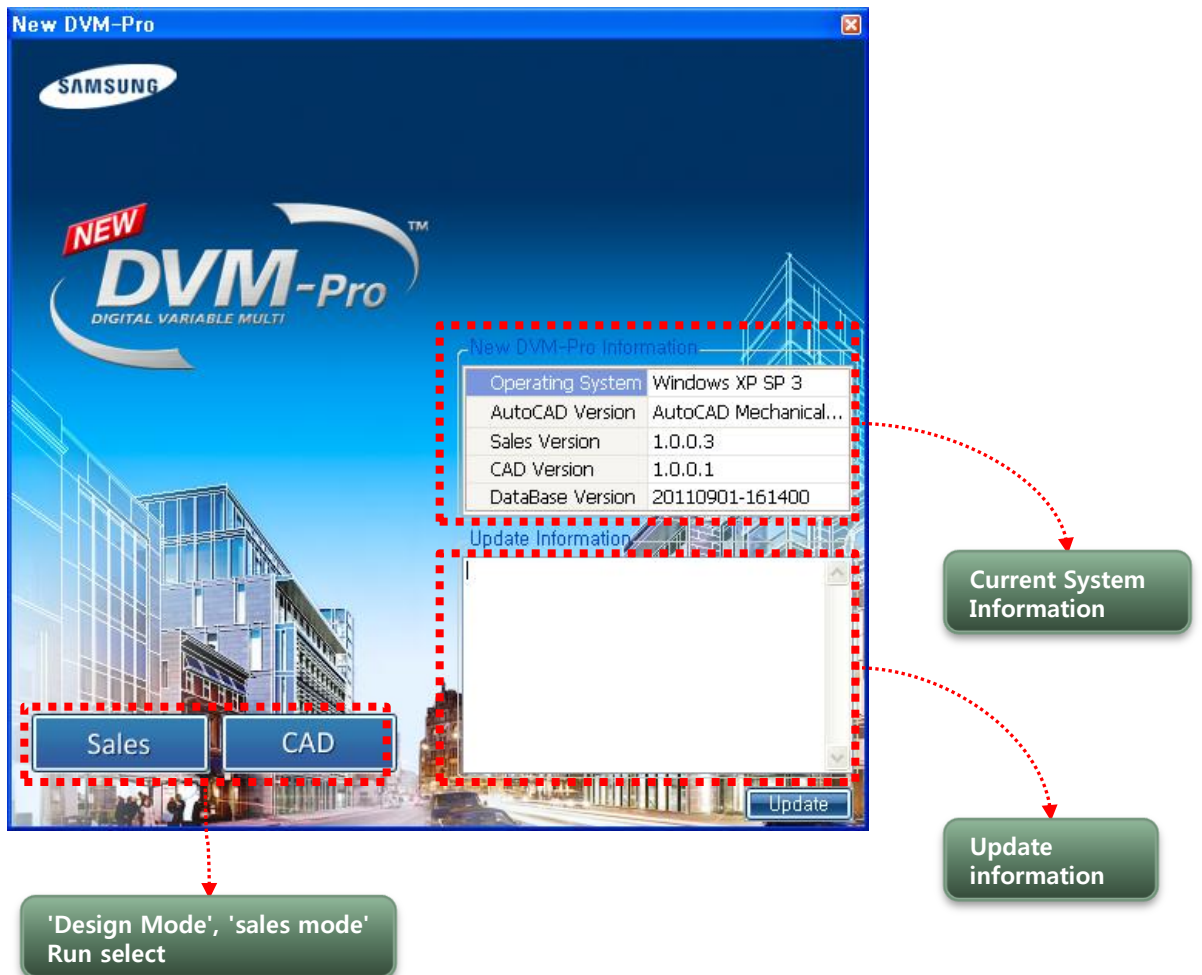 New DVM-Pro
SAMSUNG
NEW
DVM-Pro
TM
DIGITAL VARIABLE MULTI
New DVM-Pro Information
Operating System Windows XP SP 3
AutoCAD Version AutoCAD Mechanical...
Sales Version 1.0.0.3
CAD Version 1.0.0.1
DataBase Version 20110901-161400
Update Information
Current System
Information
Sales
CAD
Update
Update
information
'Design Mode', 'sales mode'
Run select